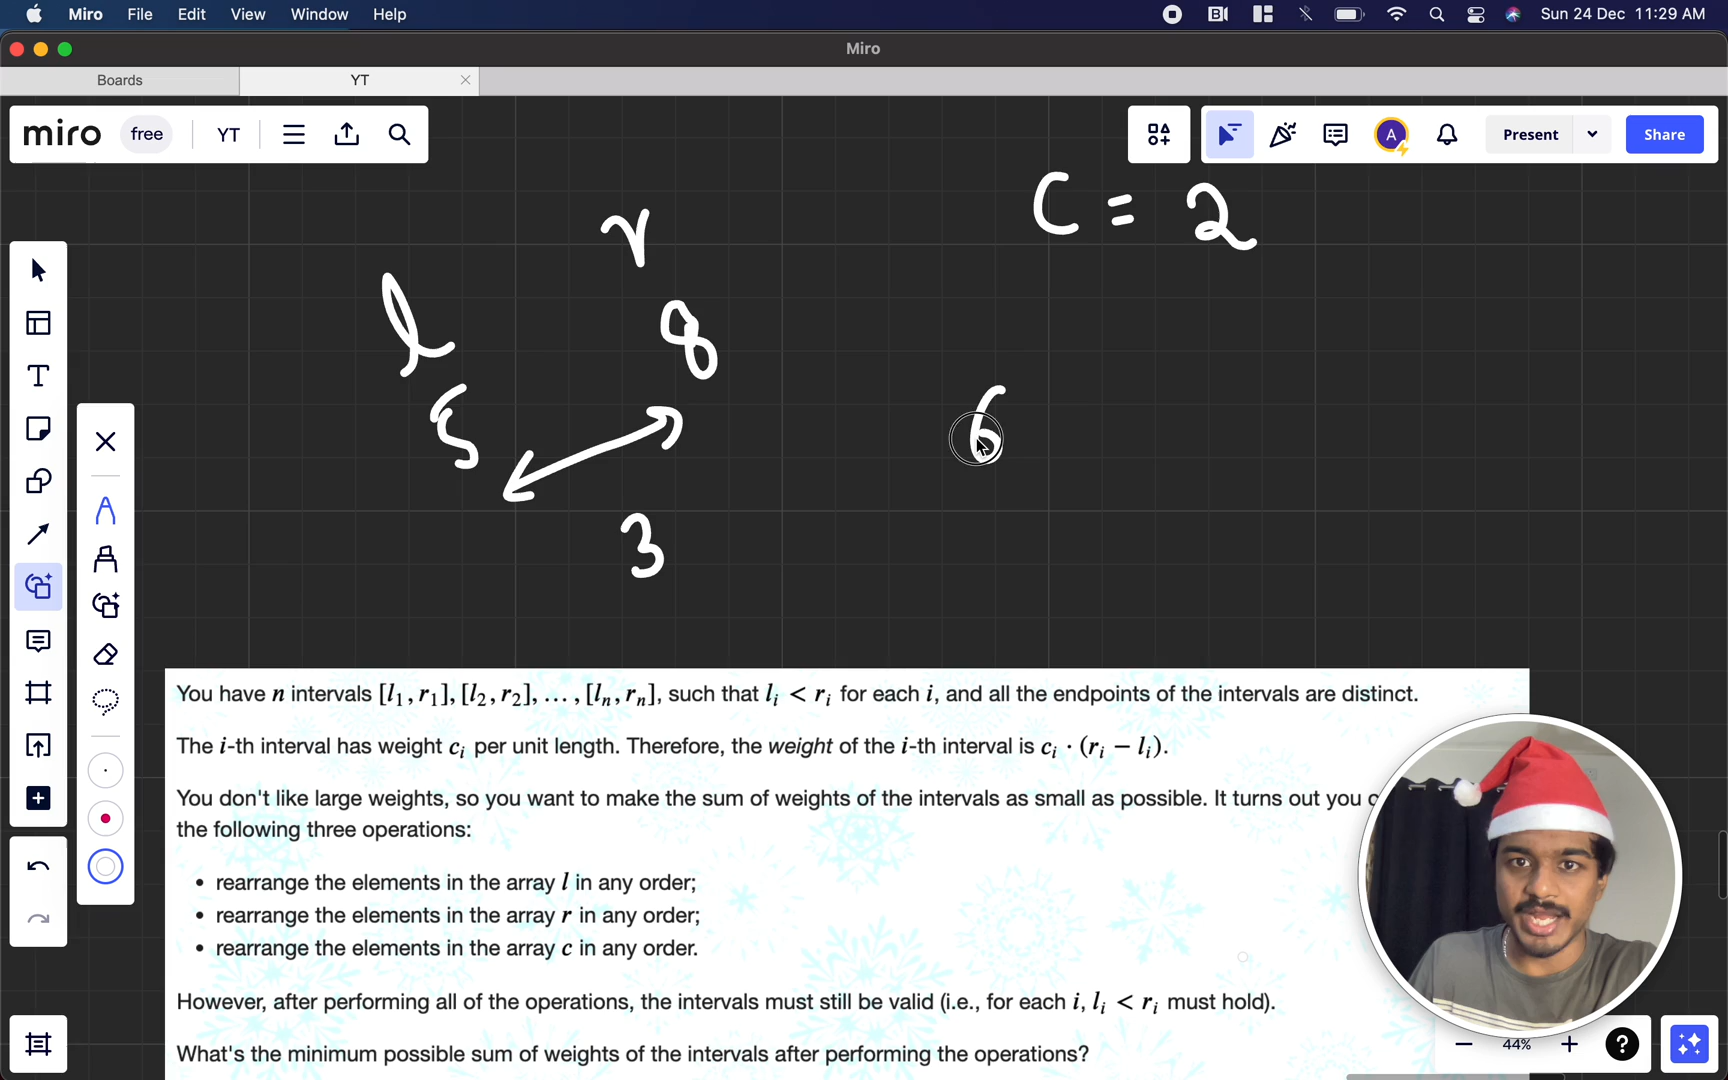 Miro File Edit View Window Help Sun 24 Dec 11:29 AM
Miro
Boards YT
miro free YT A Present Share
C = 2
r
l
8
5
6
3
You have n intervals [l₁, r₁], [l₂, r₂], …, [lₙ, rₙ], such that lᵢ < rᵢ for each i, and all the endpoints of the intervals are distinct.
The i-th interval has weight cᵢ per unit length. Therefore, the weight of the i-th interval is cᵢ · (rᵢ − lᵢ).
You don't like large weights, so you want to make the sum of weights of the intervals as small as possible. It turns out you
the following three operations:
• rearrange the elements in the array l in any order;
• rearrange the elements in the array r in any order;
• rearrange the elements in the array c in any order.
However, after performing all of the operations, the intervals must still be valid (i.e., for each i, lᵢ < rᵢ must hold).
What's the minimum possible sum of weights of the intervals after performing the operations?
44%